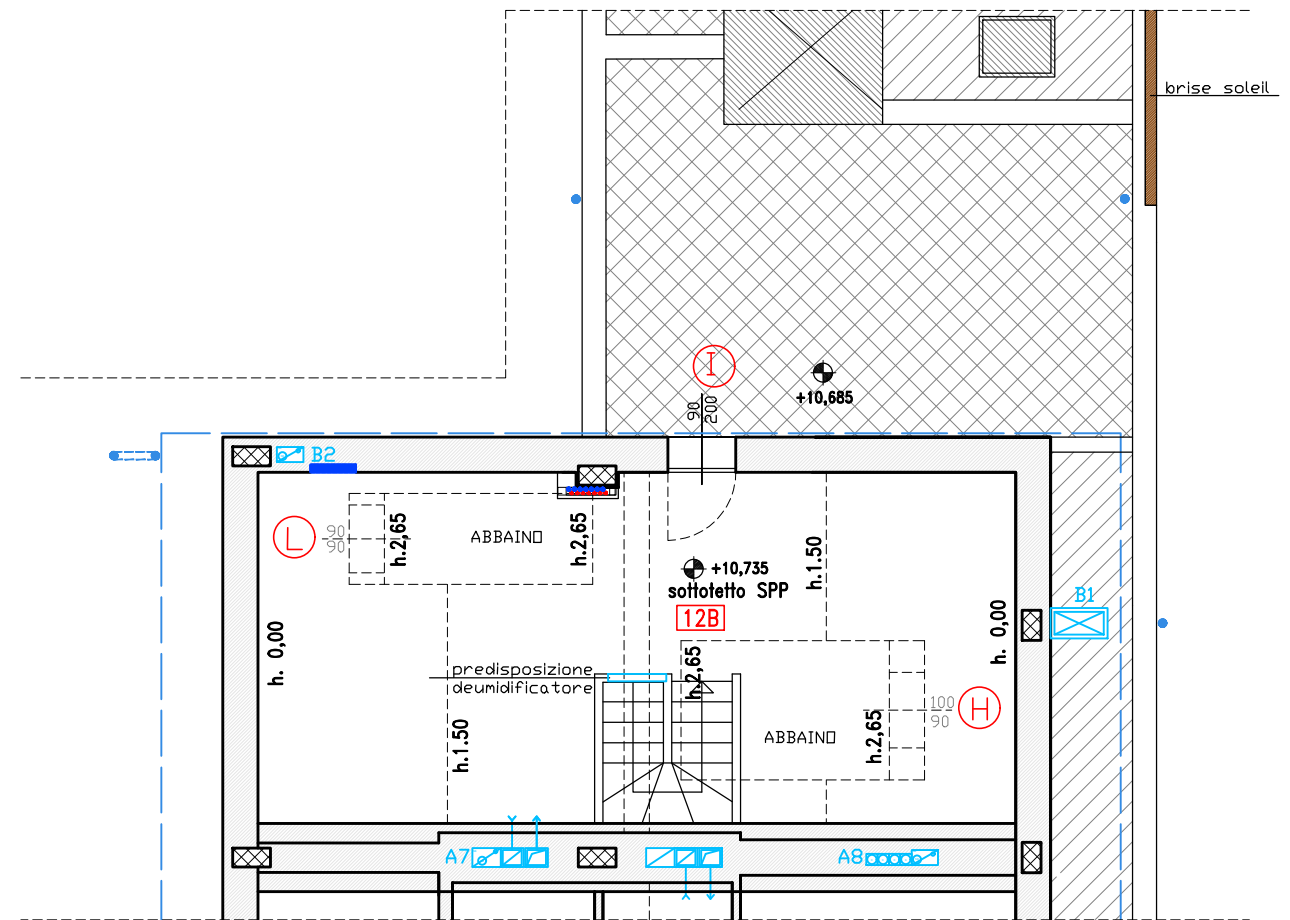 brise soleil
I
90
200
+10,685
B2
L
90
90
h.2,65
ABBAINO
h.2,65
+10,735
sottotetto SPP
12B
h.1.50
B1
h. 0,00
h. 0,00
predisposizione
deumidificatore
h.2,65
h.1.50
ABBAINO
h.2,65
100
90
H
A7
A8